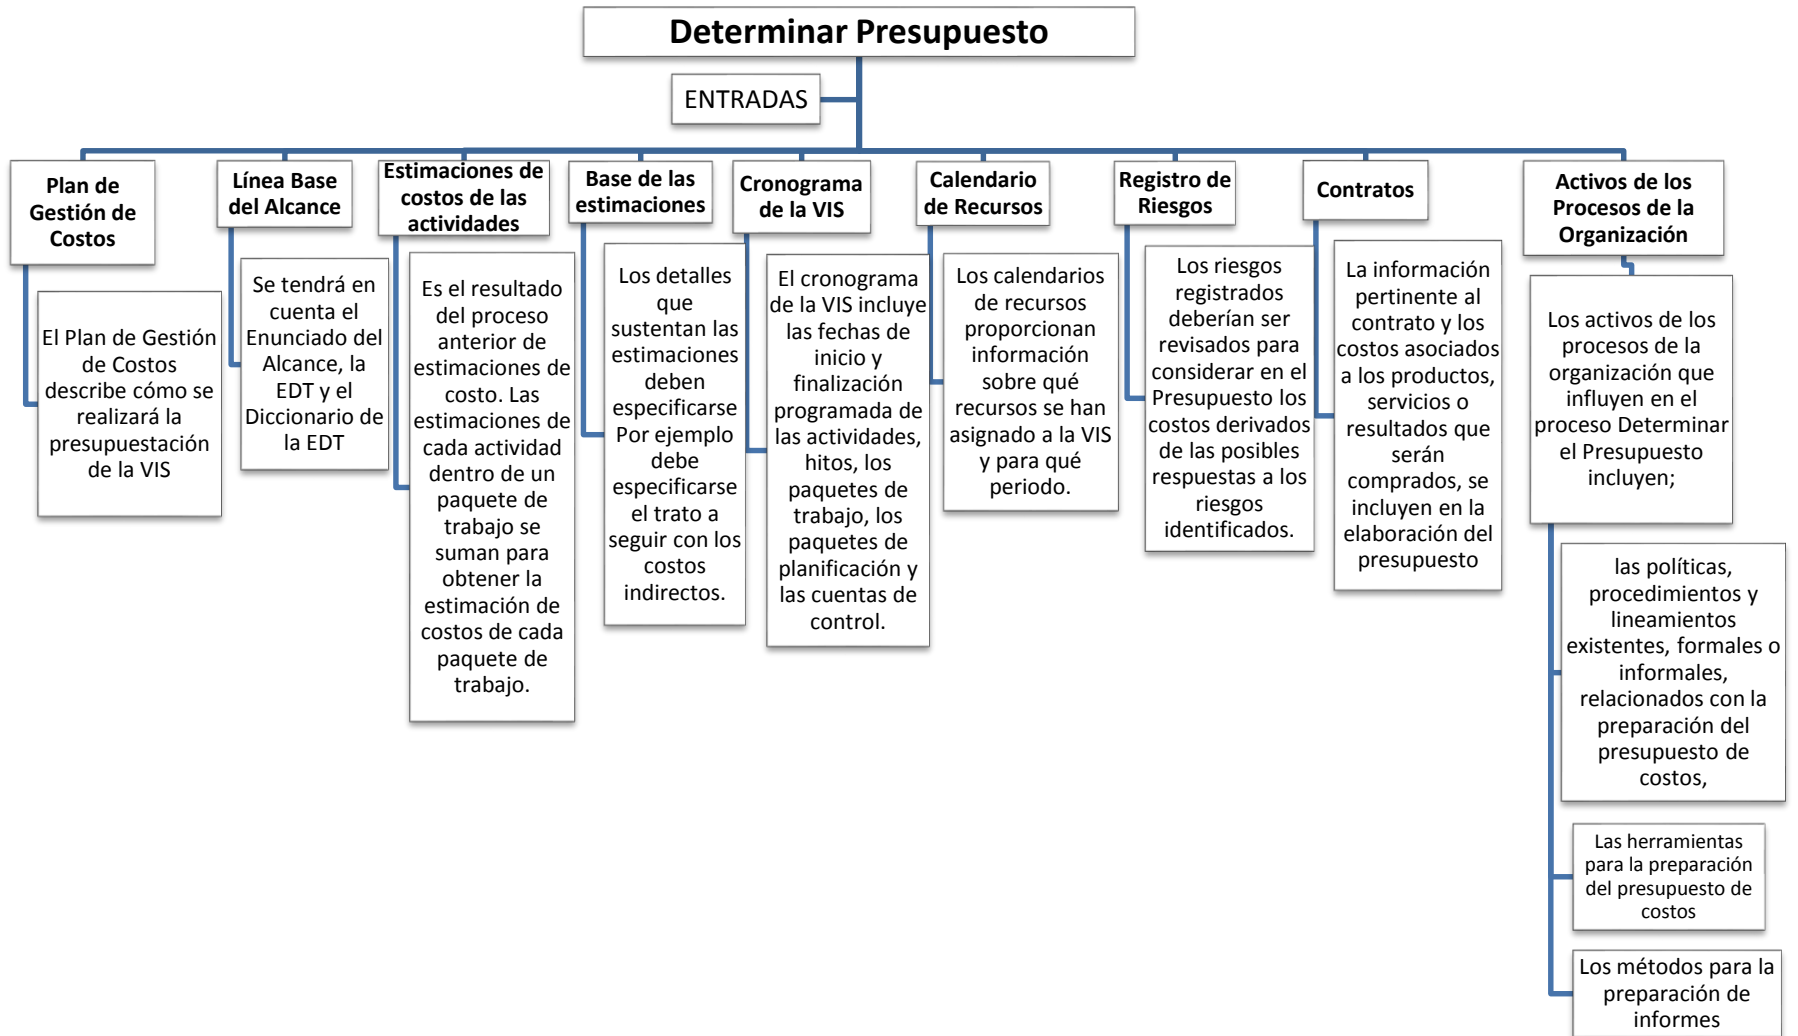 Determinar Presupuesto
ENTRADAS
Plan de
Gestión de
Costos
El Plan de Gestión
de Costos
describe cómo se
realizará la
presupuestación
de la VIS
Línea Base
del Alcance
Se tendrá en
cuenta el
Enunciado del
Alcance, la
EDT y el
Diccionario de
la EDT
Estimaciones de
costos de las
actividades
Es el resultado
del proceso
anterior de
estimaciones de
costo. Las
estimaciones de
cada actividad
dentro de un
paquete de
trabajo se
suman para
obtener la
estimación de
costos de cada
paquete de
trabajo.
Base de las
estimaciones
Los detalles
que
sustentan las
estimaciones
deben
especificarse
Por ejemplo
debe
especificarse
el trato a
seguir con los
costos
indirectos.
Cronograma
de la VIS
El cronograma
de la VIS incluye
las fechas de
inicio y
finalización
programada de
las actividades,
hitos, los
paquetes de
trabajo, los
paquetes de
planificación y
las cuentas de
control.
Calendario
de Recursos
Los calendarios
de recursos
proporcionan
información
sobre qué
recursos se han
asignado a la VIS
y para qué
periodo.
Registro de
Riesgos
Los riesgos
registrados
deberían ser
revisados para
considerar en el
Presupuesto los
costos derivados
de las posibles
respuestas a los
riesgos
identificados.
Contratos
La información
pertinente al
contrato y los
costos asociados
a los productos,
servicios o
resultados que
serán
comprados, se
incluyen en la
elaboración del
presupuesto
Activos de los
Procesos de la
Organización
Los activos de los
procesos de la
organización que
influyen en el
proceso Determinar
el Presupuesto
incluyen;
las políticas,
procedimientos y
lineamientos
existentes, formales o
informales,
relacionados con la
preparación del
presupuesto de
costos,
Las herramientas
para la preparación
del presupuesto de
costos
Los métodos para la
preparación de
informes